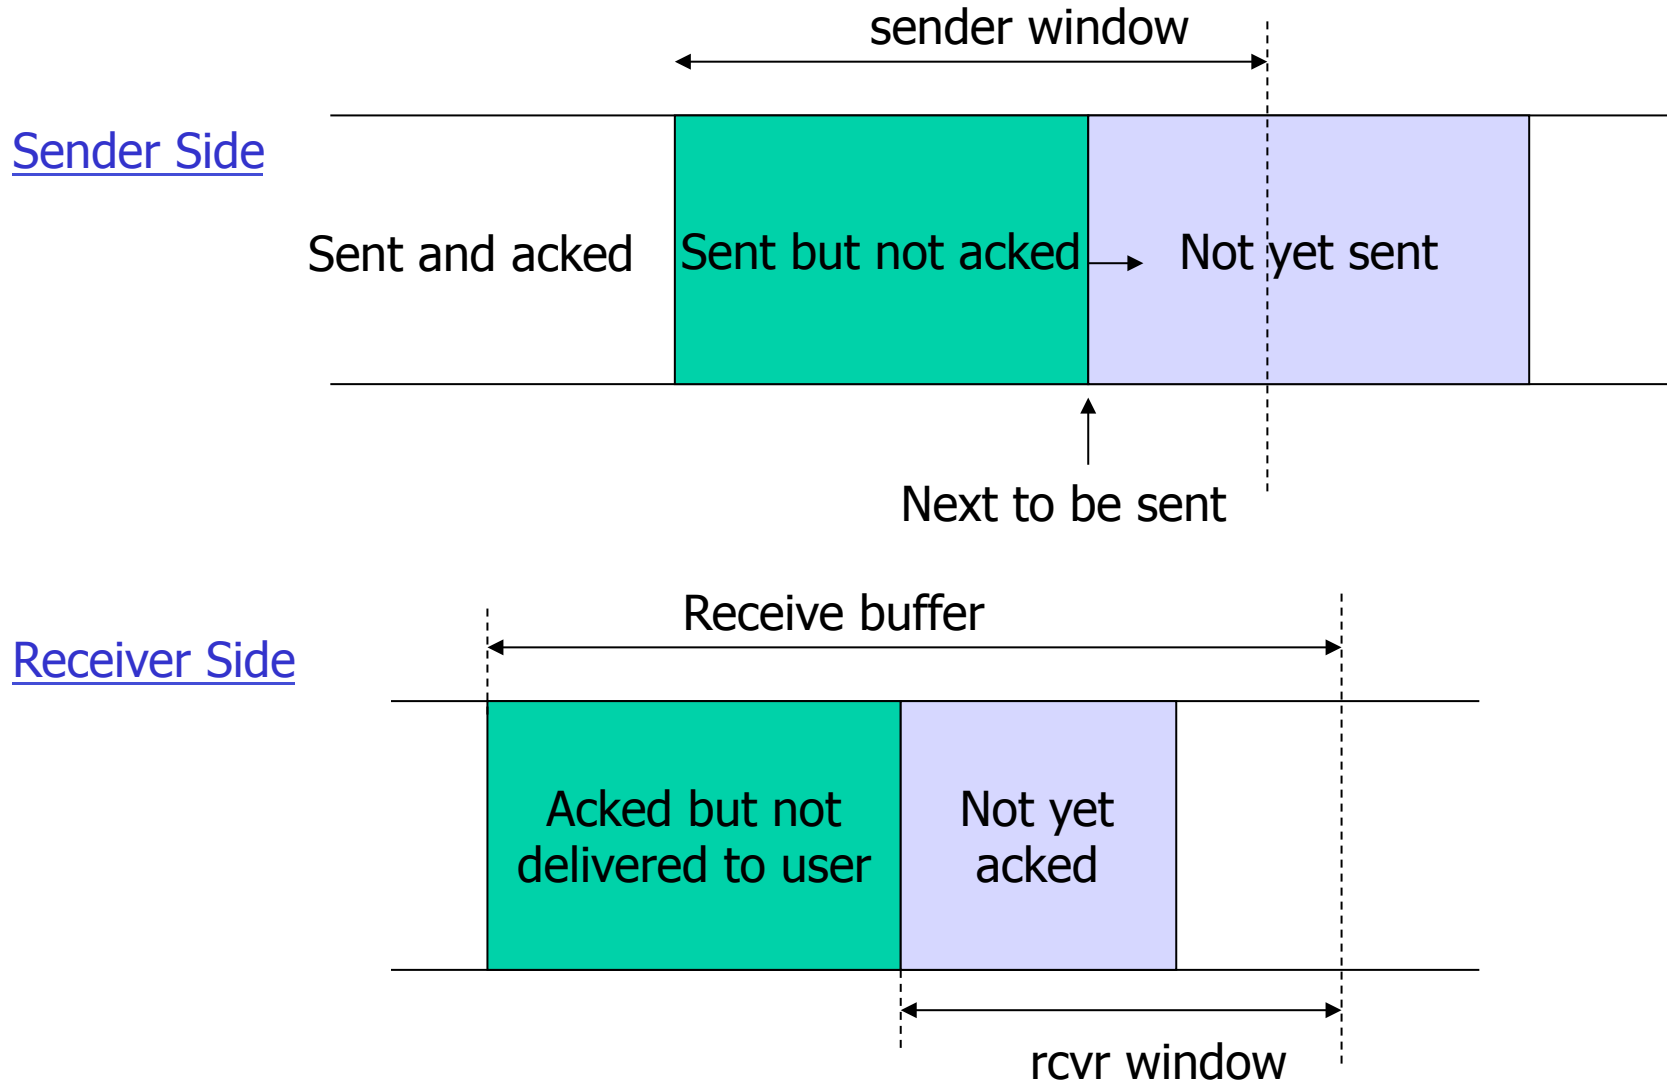 sender window
Sender Side
Sent and acked
Sent but not acked
Not yet sent
Next to be sent
Receive buffer
Receiver Side
Acked but not
delivered to user
Not yet
acked
rcvr window